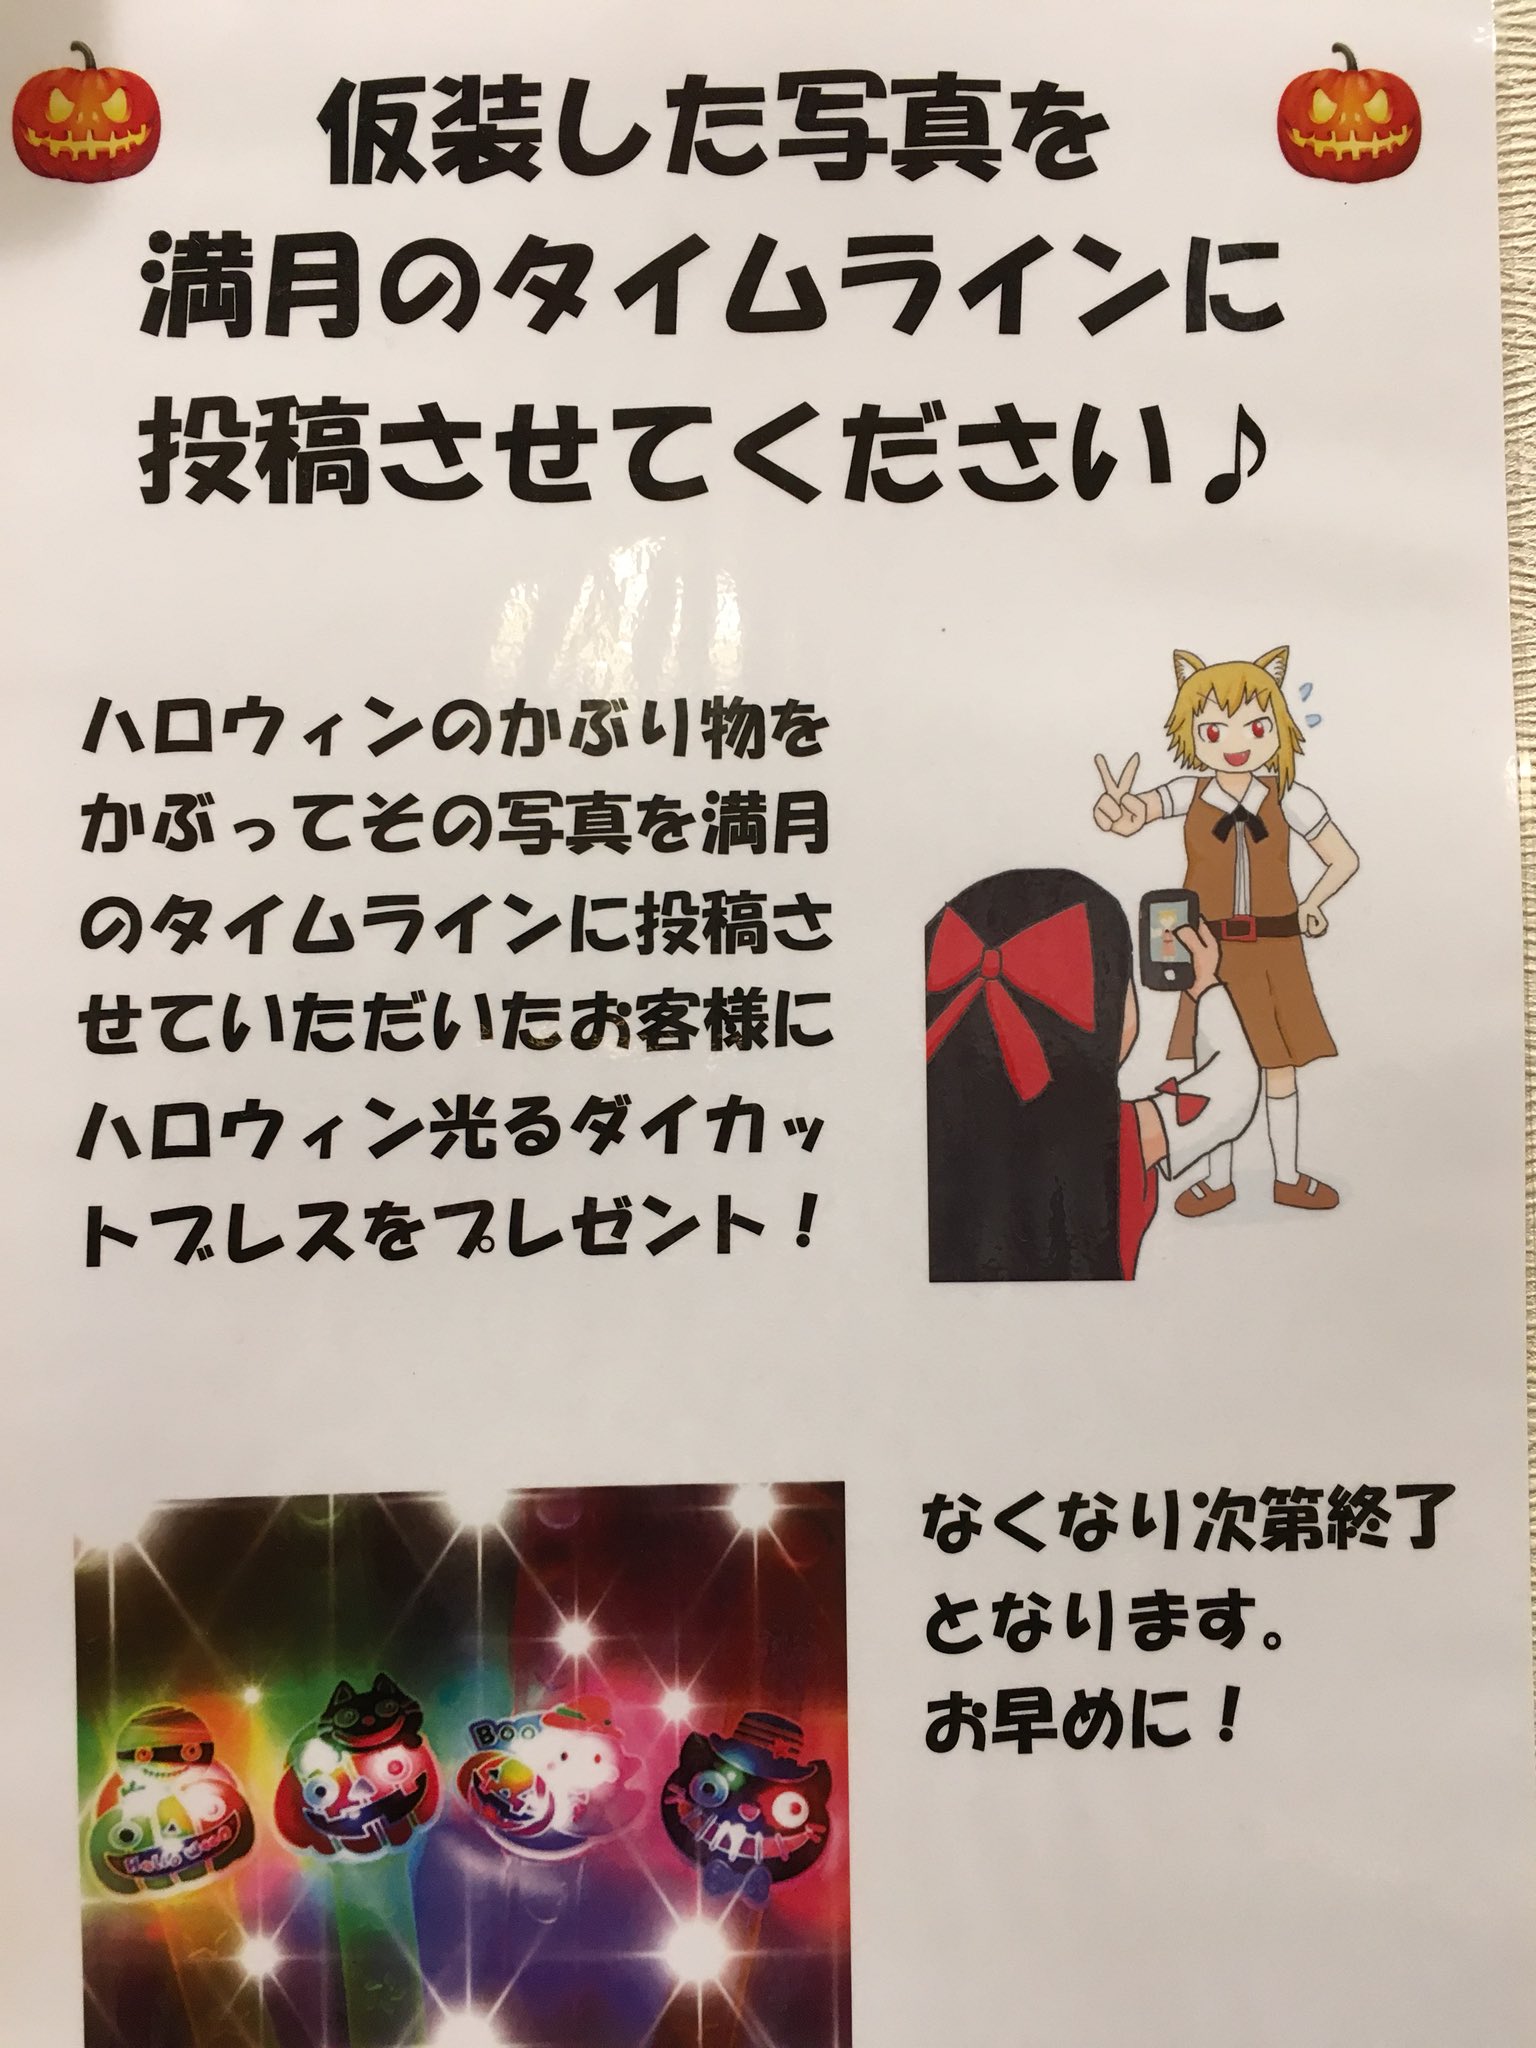 仮装した写真を
満月のタイムラインに
投稿させてください♪
ハロウィンのかぶり物を
かぶってその写真を満月
のタイムラインに投稿さ
せていただいたお客様に
ハロウィン光るダイカッ
トブレスをプレゼント！
なくなり次第終了
となります。
お早めに！
BOO